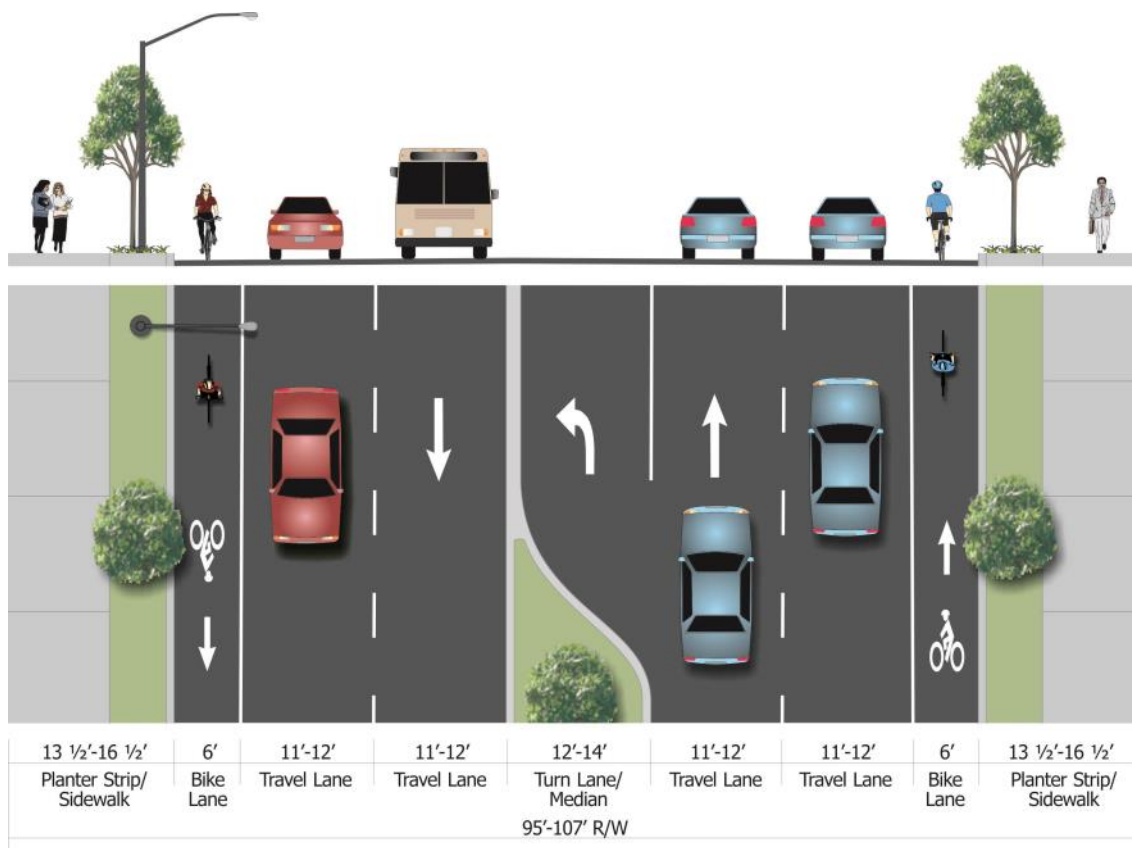 13 ½’-16 ½’ 6’ 11’-12’ 11’-12’ 12’-14’ 11’-12’ 11’-12’ 6’ 13 ½’-16 ½’
Planter Strip/ Bike Travel Lane Travel Lane Turn Lane/ Travel Lane Travel Lane Bike Planter Strip/
Sidewalk Lane Median Lane Sidewalk
95’-107’ R/W